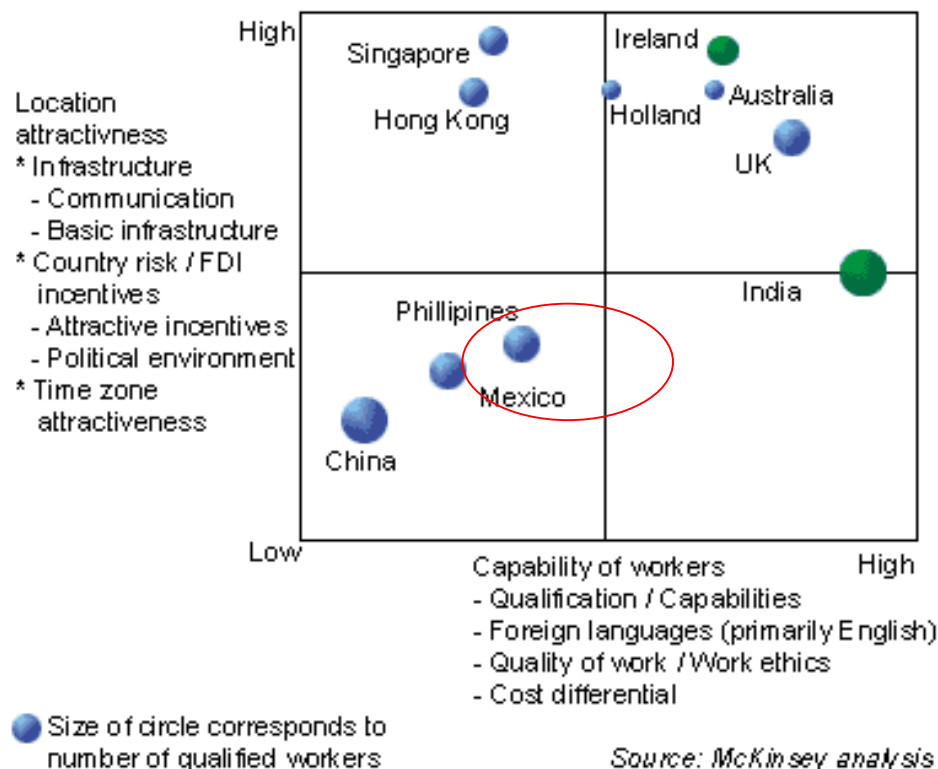 High
Location
attractivness
* Infrastructure
- Communication
- Basic infrastructure
* Country risk / FDI
incentives
- Attractive incentives
- Political environment
* Time zone
attractiveness
Low
Singapore
Hong Kong
Ireland
Holland
Australia
UK
India
Phillipines
Mexico
China
Capability of workers
High
- Qualification / Capabilities
- Foreign languages (primarily English)
- Quality of work / Work ethics
- Cost differential
Size of circle corresponds to
number of qualified workers
Source: McKinsey analysis